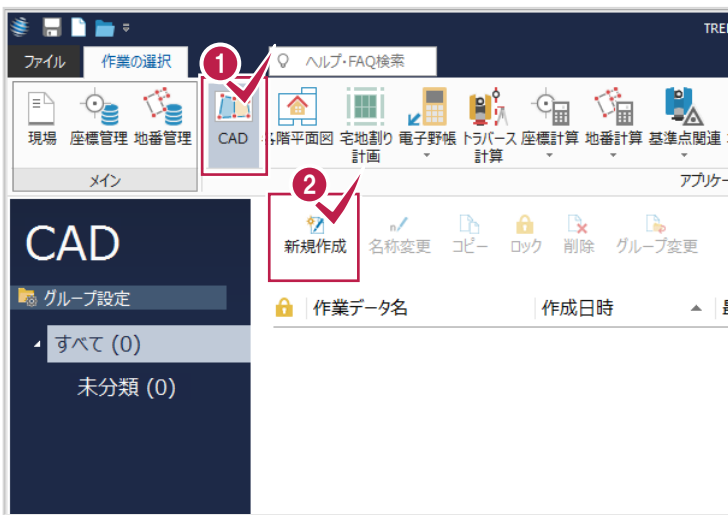 TREN
ファイル 作業の選択 ヘルプ・FAQ検索
1
現場 座標管理 地番管理 CAD 各階平面図 宅地割り計画 電子野帳 トラバース計算 座標計算 地番計算 基準点関連
メイン アプリケー
2
CAD
新規作成 名称変更 コピー ロック 削除 グループ変更
グループ設定
作業データ名 作成日時
すべて (0)
未分類 (0)